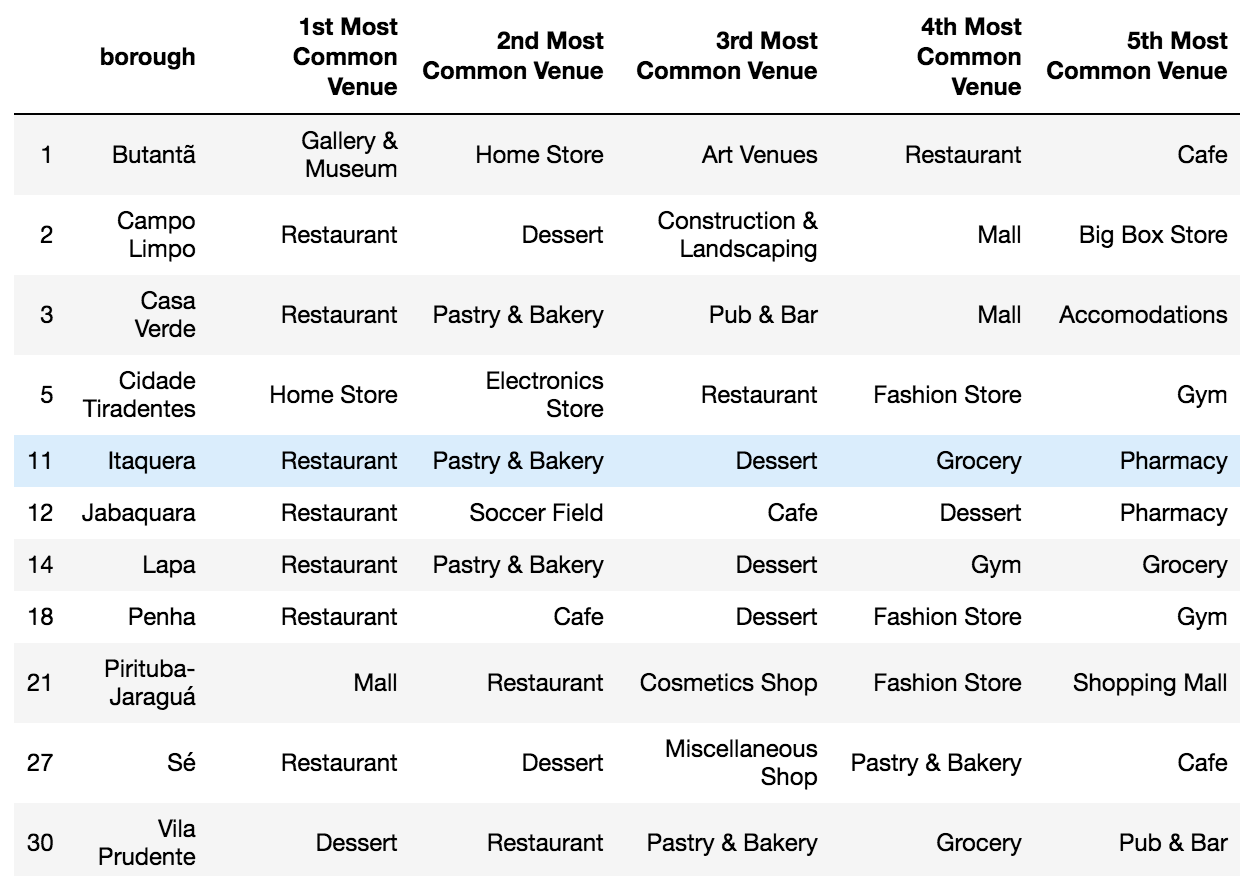 borough 1st Most Common Venue 2nd Most Common Venue 3rd Most Common Venue 4th Most Common Venue 5th Most Common Venue
1 Butantã Gallery & Museum Home Store Art Venues Restaurant Cafe
2 Campo Limpo Restaurant Dessert Construction & Landscaping Mall Big Box Store
3 Casa Verde Restaurant Pastry & Bakery Pub & Bar Mall Accomodations
5 Cidade Tiradentes Home Store Electronics Store Restaurant Fashion Store Gym
11 Itaquera Restaurant Pastry & Bakery Dessert Grocery Pharmacy
12 Jabaquara Restaurant Soccer Field Cafe Dessert Pharmacy
14 Lapa Restaurant Pastry & Bakery Dessert Gym Grocery
18 Penha Restaurant Cafe Dessert Fashion Store Gym
21 Pirituba-Jaraguá Mall Restaurant Cosmetics Shop Fashion Store Shopping Mall
27 Sé Restaurant Dessert Miscellaneous Shop Pastry & Bakery Cafe
30 Vila Prudente Dessert Restaurant Pastry & Bakery Grocery Pub & Bar